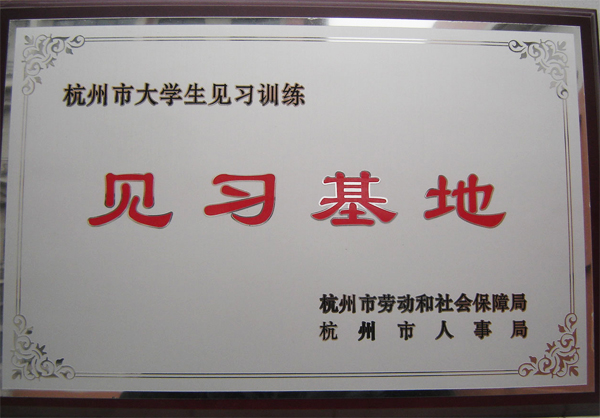 杭州市大学生见习训练
见习基地
杭州市劳动和社会保障局
杭州市人事局